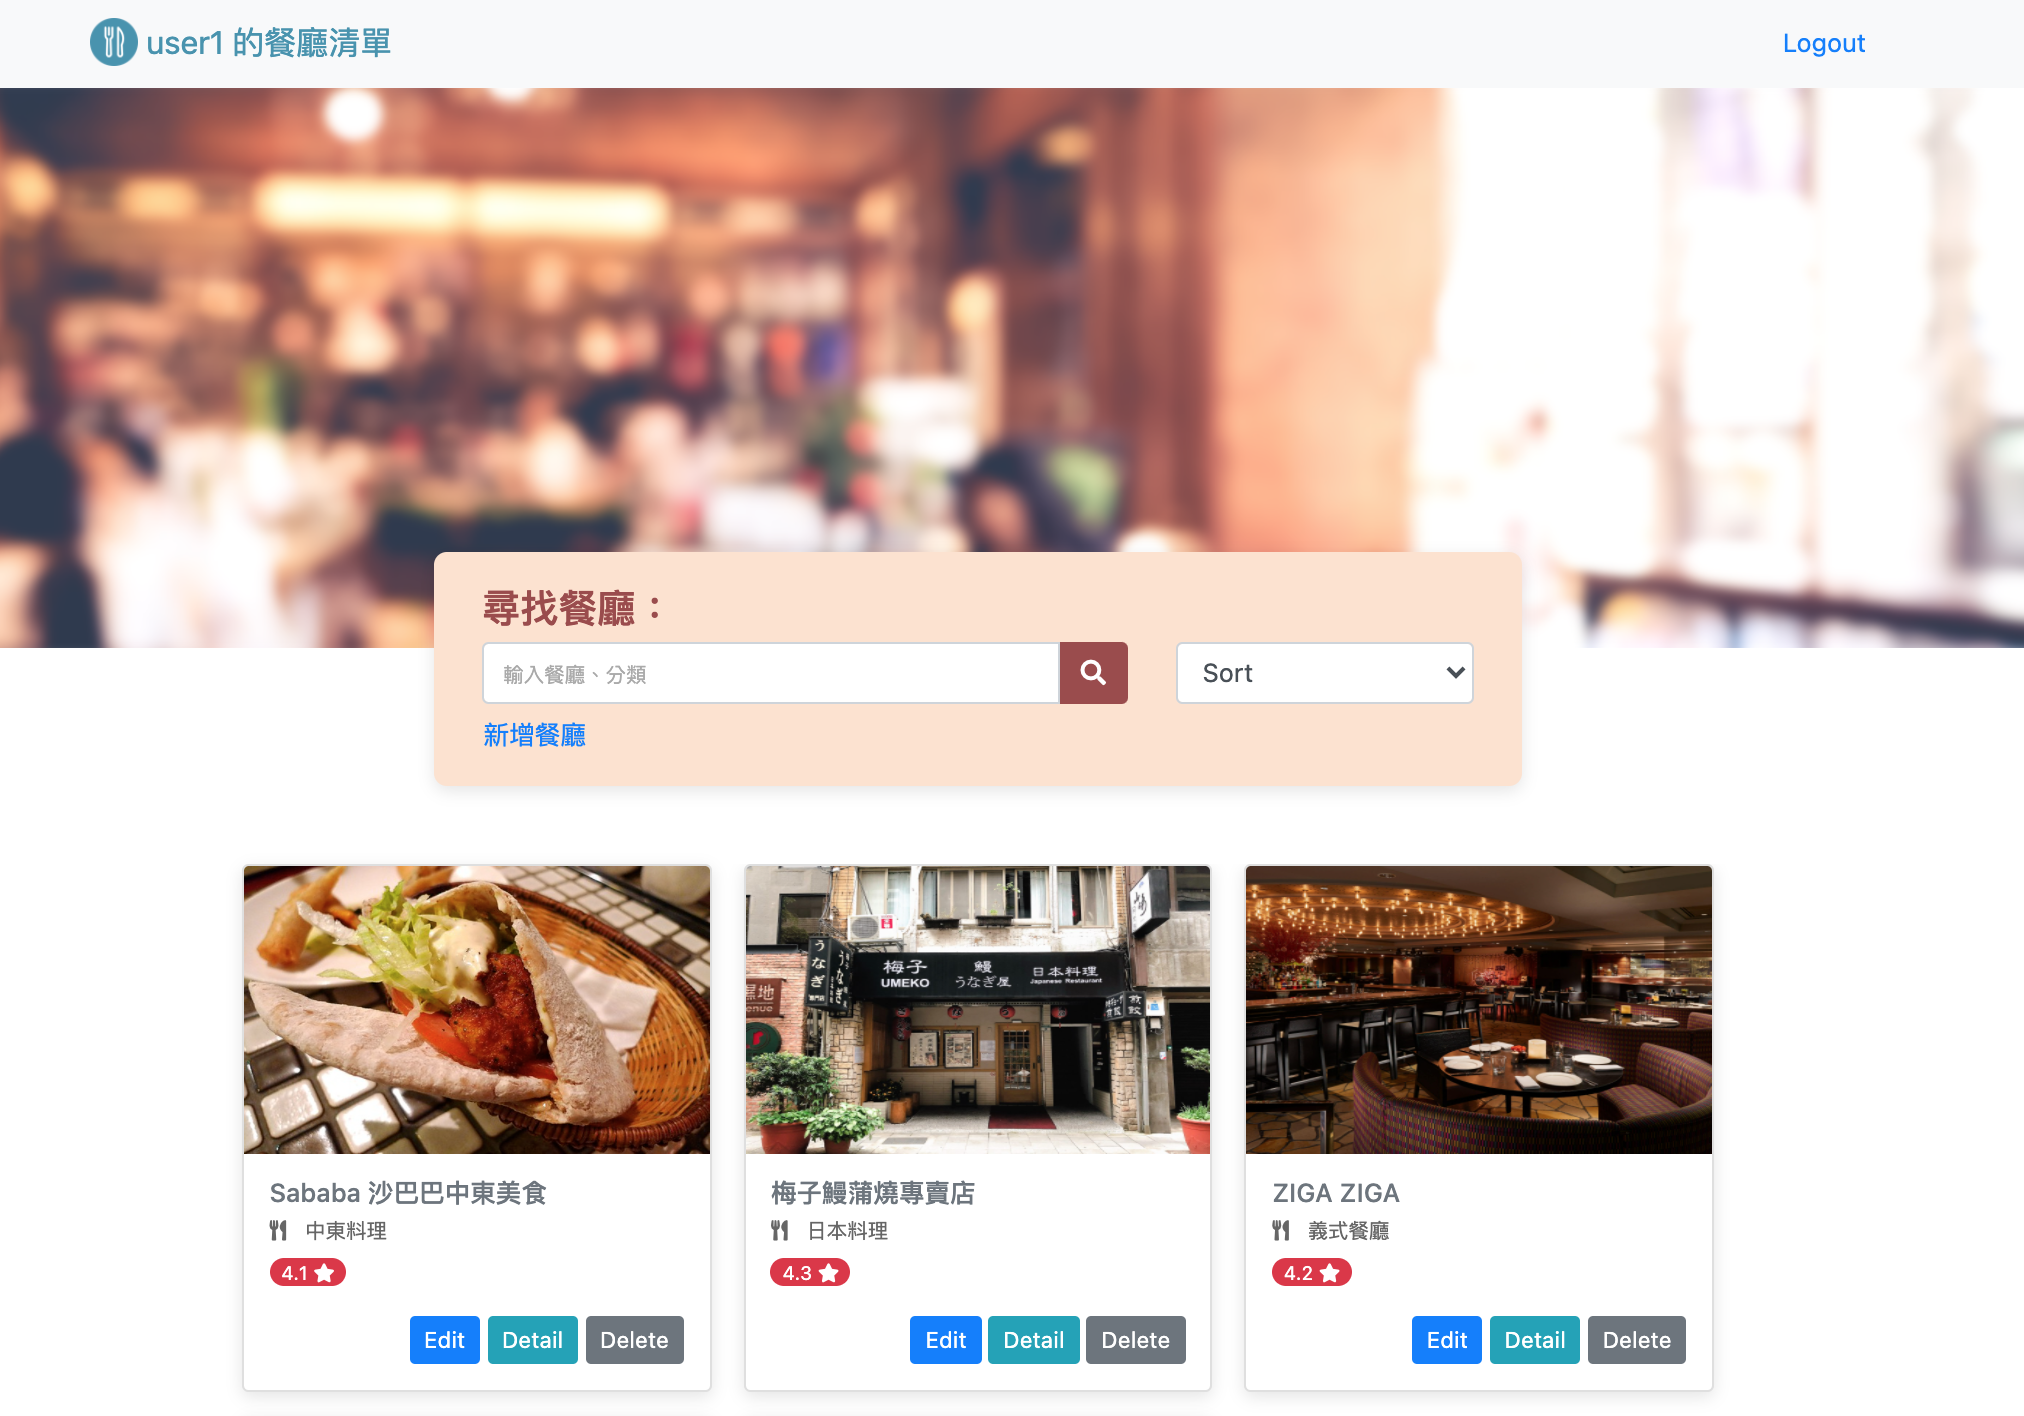 user1 的餐廳清單
Logout
尋找餐廳：
輸入餐廳、分類
Sort
新增餐廳
梅子
UMEKO
鰻
うなぎ屋
日本料理
Japanese Restaurant
うなぎ
Sababa 沙巴巴中東美食
中東料理
4.1
Edit Detail Delete
梅子鰻蒲燒專賣店
日本料理
4.3
Edit Detail Delete
ZIGA ZIGA
義式餐廳
4.2
Edit Detail Delete